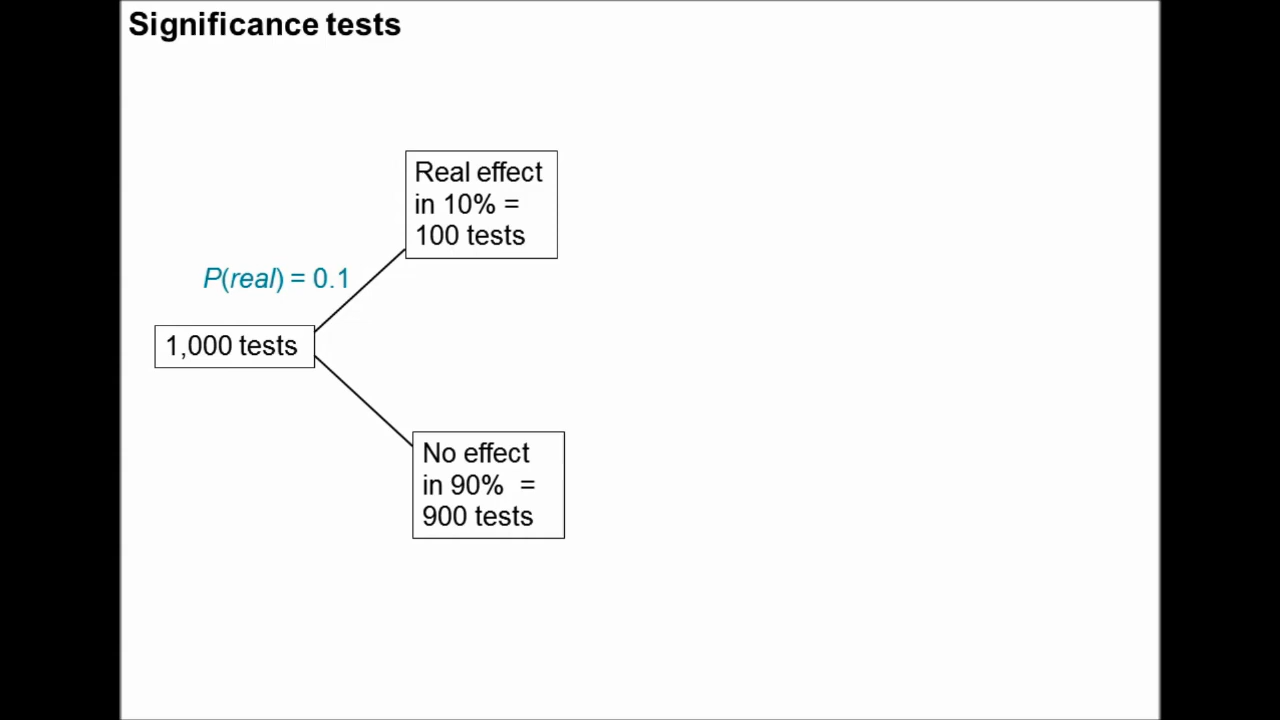 Significance tests
Real effect
in 10% =
100 tests
P(real) = 0.1
1,000 tests
No effect
in 90% =
900 tests